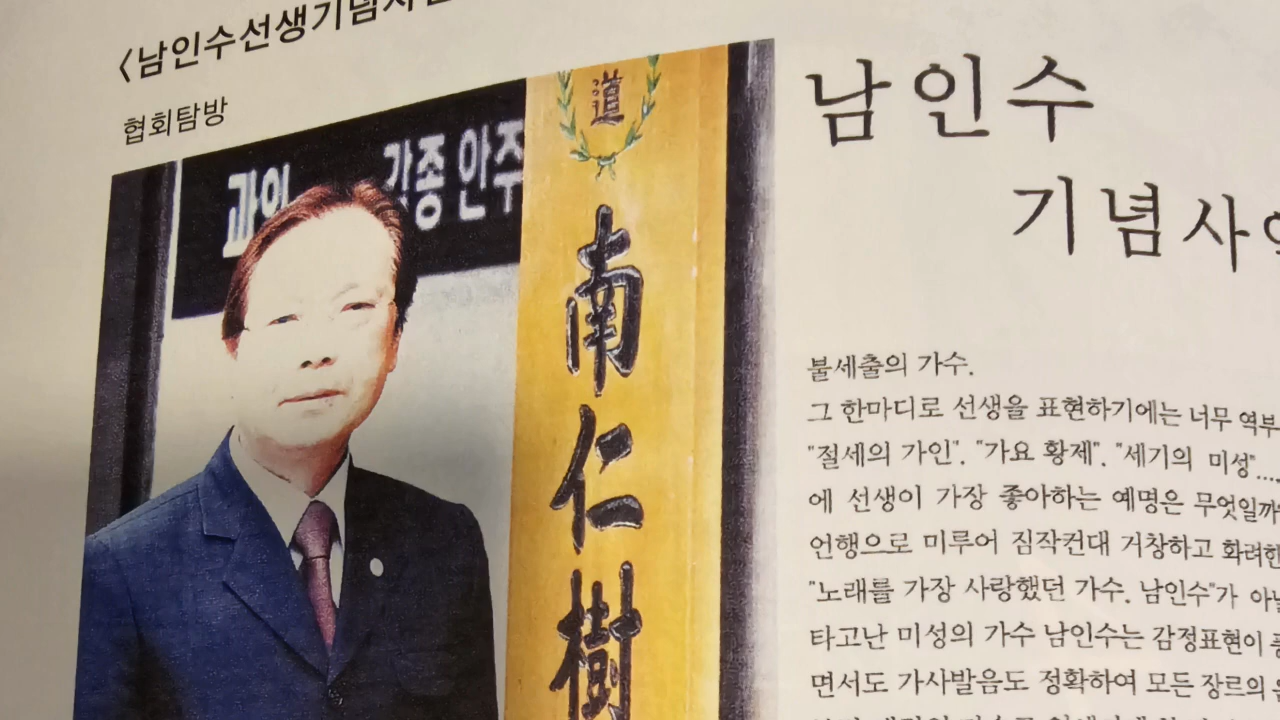 <남인수선생기념사업
협회탐방
과일 각종 안주
道
南仁樹
남인수
기념사
불세출의 가수.
그 한마디로 선생을 표현하기에는 너무 역부
"절세의 가인". "가요 황제". "세기의 미성"....
에 선생이 가장 좋아하는 예명은 무엇일까
언행으로 미루어 짐작컨대 거창하고 화려한
"노래를 가장 사랑했던 가수. 남인수"가 아
타고난 미성의 가수 남인수는 감정표현이
면서도 가사발음도 정확하여 모든 장르의